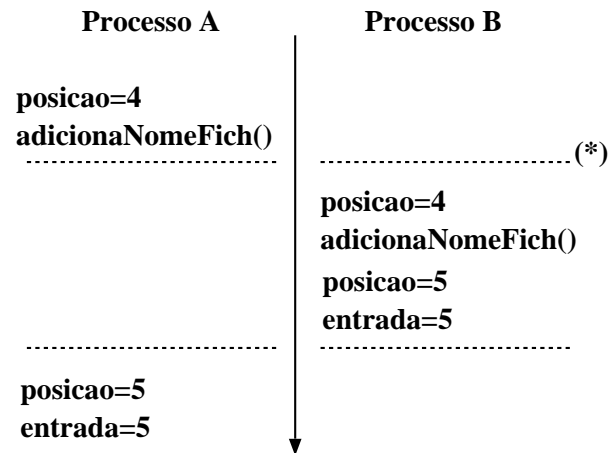 Processo A
Processo B
posicao=4
adicionaNomeFich()
(*)
posicao=4
adicionaNomeFich()
posicao=5
entrada=5
posicao=5
entrada=5